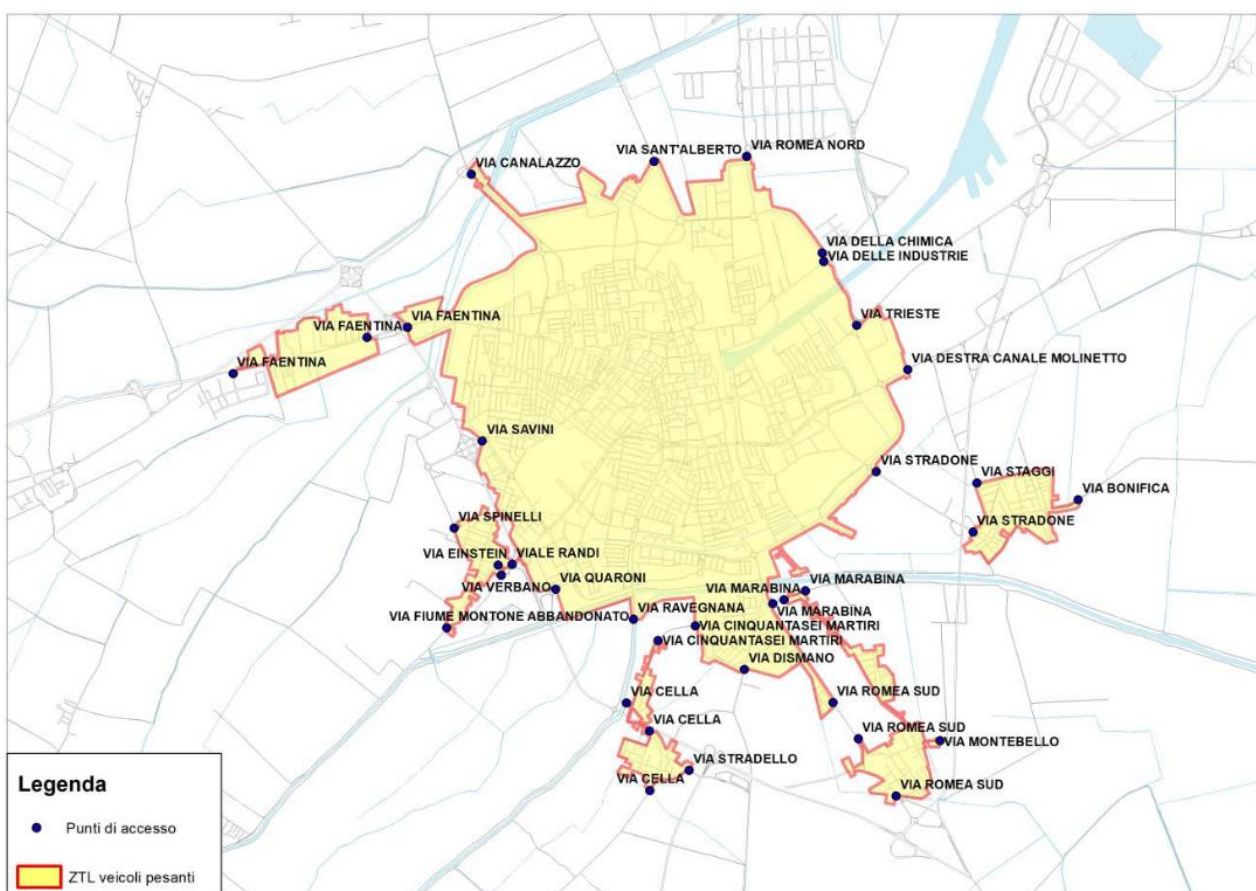 VIA SANT'ALBERTO
VIA ROMEA NORD
VIA CANALAZZO
VIA DELLA CHIMICA
VIA DELLE INDUSTRIE
VIA FAENTINA
VIA FAENTINA
VIA TRIESTE
VIA FAENTINA
VIA DESTRA CANALE MOLINETTO
VIA SAVINI
VIA STRADONE
VIA STAGGI
VIA BONIFICA
VIA SPINELLI
VIA STRADONE
VIA EINSTEIN
VIALE RANDI
VIA VERBANO
VIA QUARONI
VIA MARABINA
VIA MARABINA
VIA FIUME MONTONE ABBANDONATO
VIA RAVEGNANA
VIA MARABINA
VIA CINQUANTASEI MARTIRI
VIA CINQUANTASEI MARTIRI
VIA DISMANO
VIA CELLA
VIA ROMEA SUD
VIA CELLA
VIA ROMEA SUD
VIA MONTEBELLO
VIA STRADELLO
VIA CELLA
VIA ROMEA SUD
Legenda
Punti di accesso
ZTL veicoli pesanti